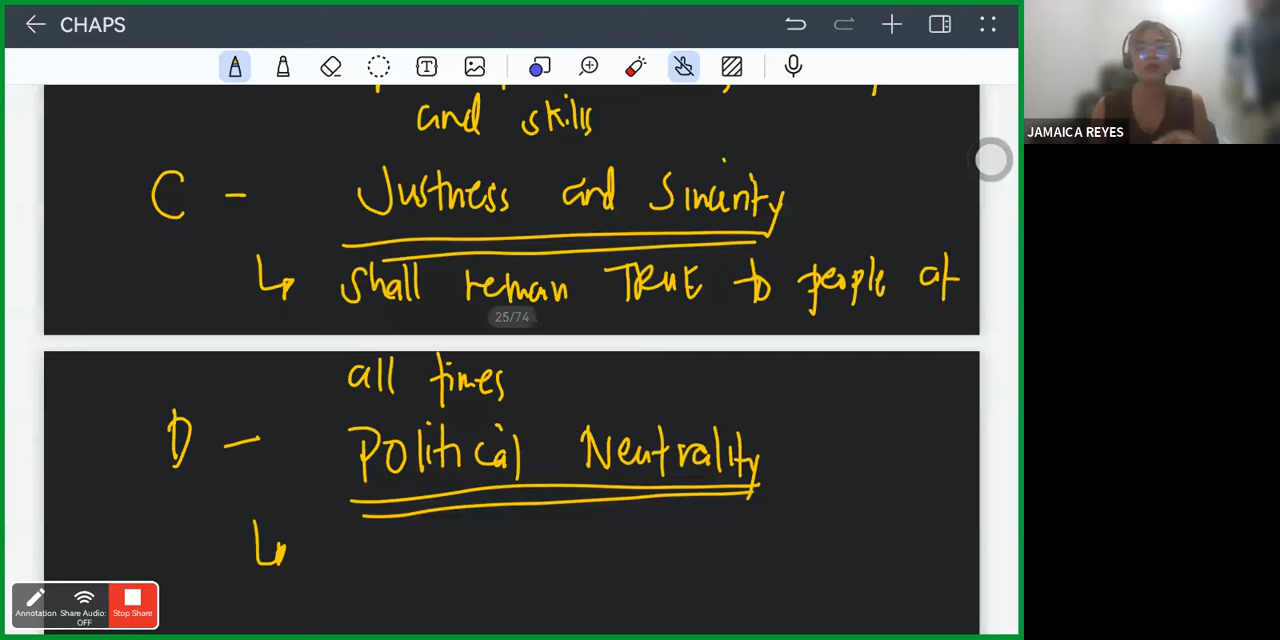 CHAPS
and skills
C - Justness and Sincerity
↳ shall remain TRUE to people at
25/74
all times
D - Political Neutrality
↳
Annotation Share Audio: OFF Stop Share
JAMAICA REYES